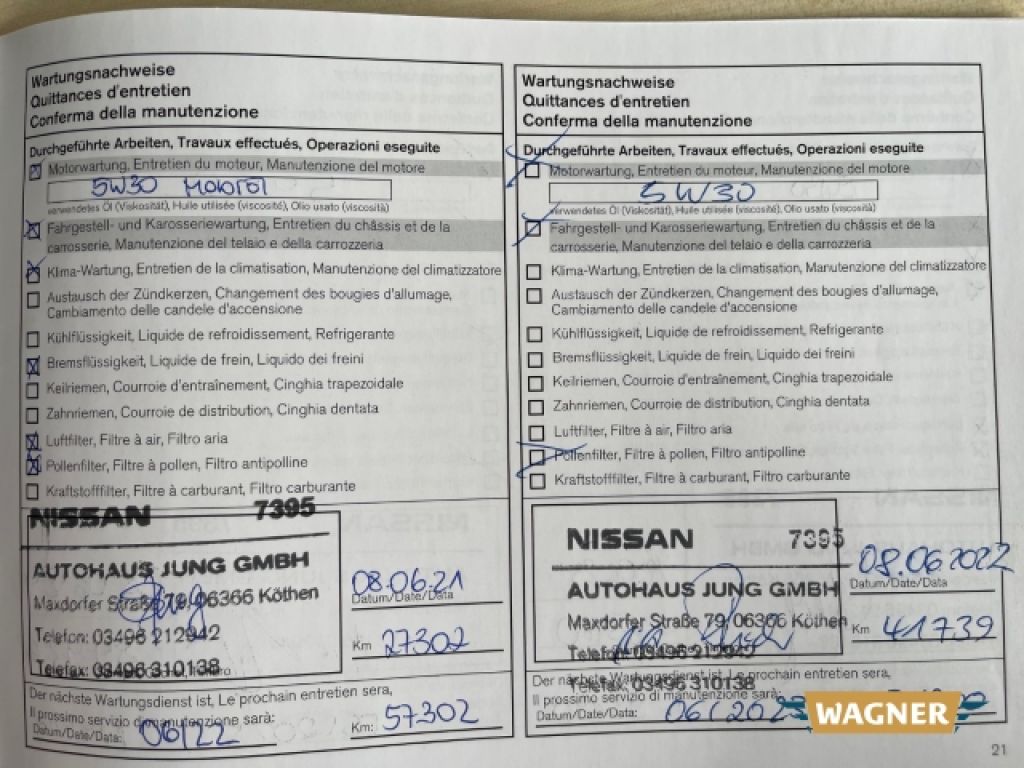 Wartungsnachweise
Quittances d'entretien
Conferma della manutenzione
Durchgeführte Arbeiten, Travaux effectués, Operazioni eseguite
Motorwartung, Entretien du moteur, Manutenzione del motore
5W30 Motoröl
verwendetes Öl (Viskosität), Huile utilisée (viscosité), Olio usato (viscosità)
Fahrgestell- und Karosseriewartung, Entretien du châssis et de la
carrosserie, Manutenzione del telaio e della carrozzeria
Klima-Wartung, Entretien de la climatisation, Manutenzione del climatizzatore
Austausch der Zündkerzen, Changement des bougies d'allumage,
Cambiamento delle candele d'accensione
Kühlflüssigkeit, Liquide de refroidissement, Refrigerante
Bremsflüssigkeit, Liquide de frein, Liquido dei freini
Keilriemen, Courroie d'entraînement, Cinghia trapezoidale
Zahnriemen, Courroie de distribution, Cinghia dentata
Luftfilter, Filtre à air, Filtro aria
Pollenfilter, Filtre à pollen, Filtro antipolline
Kraftstofffilter, Filtre à carburant, Filtro carburante
NISSAN 7395
AUTOHAUS JUNG GMBH
Maxdorfer Straße 79, 06366 Köthen
Telefon: 03496 212942
Telefax: 03496 310138
08.06.21
Datum/Date/Data
Km 27302
Der nächste Wartungsdienst ist, Le prochain entretien sera,
Il prossimo servizio di manutenzione sarà:
Datum/Date/Data: 06/22 Km: 57302
Wartungsnachweise
Quittances d'entretien
Conferma della manutenzione
Durchgeführte Arbeiten, Travaux effectués, Operazioni eseguite
Motorwartung, Entretien du moteur, Manutenzione del motore
5W30
verwendetes Öl (Viskosität), Huile utilisée (viscosité), Olio usato (viscosità)
Fahrgestell- und Karosseriewartung, Entretien du châssis et de la
carrosserie, Manutenzione del telaio e della carrozzeria
Klima-Wartung, Entretien de la climatisation, Manutenzione del climatizzatore
Austausch der Zündkerzen, Changement des bougies d'allumage,
Cambiamento delle candele d'accensione
Kühlflüssigkeit, Liquide de refroidissement, Refrigerante
Bremsflüssigkeit, Liquide de frein, Liquido dei freini
Keilriemen, Courroie d'entraînement, Cinghia trapezoidale
Zahnriemen, Courroie de distribution, Cinghia dentata
Luftfilter, Filtre à air, Filtro aria
Pollenfilter, Filtre à pollen, Filtro antipolline
Kraftstofffilter, Filtre à carburant, Filtro carburante
NISSAN 7395
AUTOHAUS JUNG GMBH
Maxdorfer Straße 79, 06366 Köthen
Telefon: 03496 212942
Telefax: 03496 310138
08.06.2022
Datum/Date/Data
Km 41739
Der nächste Wartungsdienst ist, Le prochain entretien sera,
Il prossimo servizio di manutenzione sarà:
Datum/Date/Data:
WAGNER
21